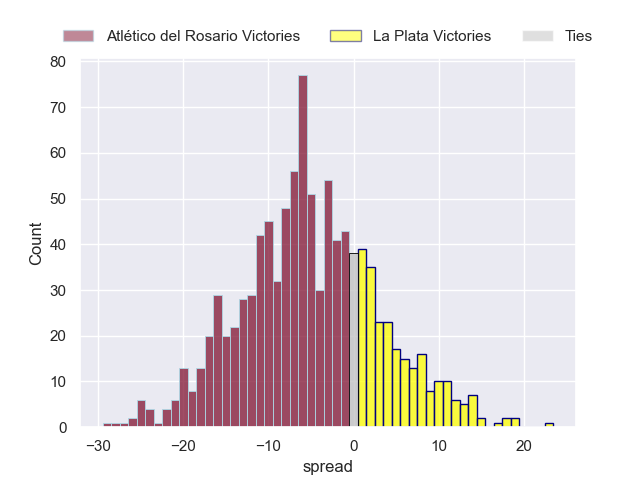 Atlético del Rosario Victories La Plata Victories Ties
80
70
60
50
40
30
20
10
0
Count
−30 −20 −10 0 10 20
spread